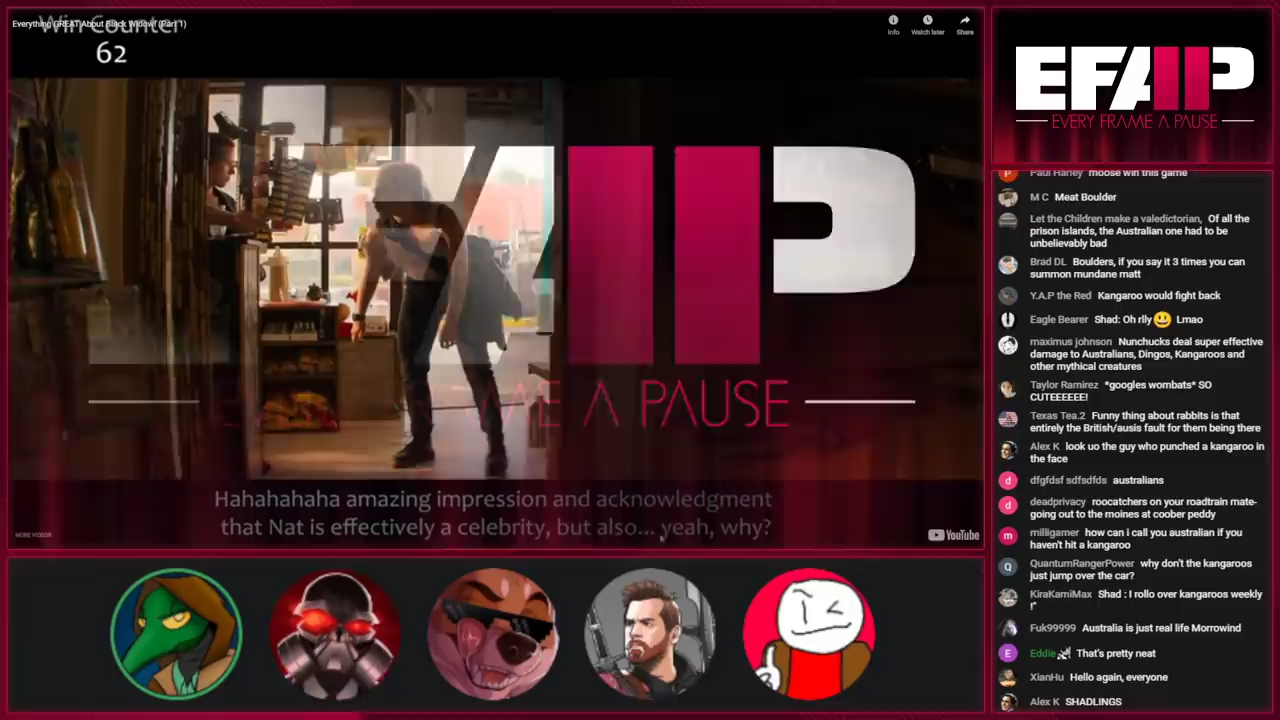 Everything GREAT About Black Widow! (Part 1)
Win Counter
62
Info
Watch later
Share
EFAP
EVERY FRAME A PAUSE
P
ME A PAUSE
Hahahahaha amazing impression and acknowledgment
that Nat is effectively a celebrity, but also... yeah, why?
MORE VIDEOS
YouTube
Paul Harley moose win this game
M C Meat Boulder
Let the Children make a valedictorian, Of all the
prison islands, the Australian one had to be
unbelievably bad
Brad DL Boulders, if you say it 3 times you can
summon mundane matt
Y.A.P the Red Kangaroo would fight back
Eagle Bearer Shad: Oh rlly😃 Lmao
maximus johnson Nunchucks deal super effective
damage to Australians, Dingos, Kangaroos and
other mythical creatures
Taylor Ramirez *googles wombats* SO
CUTEEEEEE!
Texas Tea.2 Funny thing about rabbits is that
entirely the British/ausis fault for them being there
Alex K look uo the guy who punched a kangaroo in
the face
d dfgfdsf sdfsdfds australians
d deadprivacy roocatchers on your roadtrain mate-
going out to the moines at coober peddy
m milligamer how can i call you australian if you
haven't hit a kangaroo
Q QuantumRangerPower why don't the kangaroos
just jump over the car?
KiraKamiMax Shad : I rollo over kangaroos weekly
!"
Fuk99999 Australia is just real life Morrowind
E Eddie That's pretty neat
XianHu Hello again, everyone
Alex K SHADLINGS